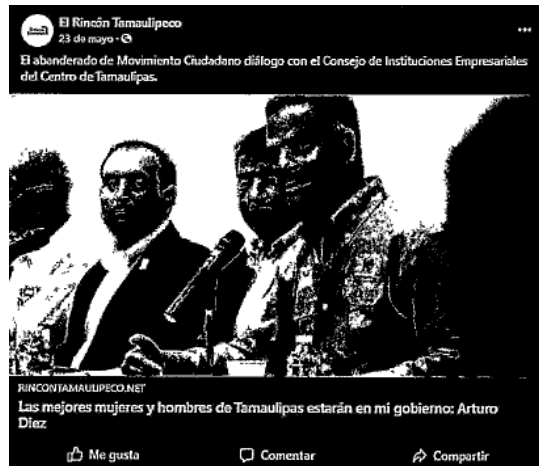 El Rincón Tamaulipeco
23 de mayo ·
El abanderado de Movimiento Ciudadano diálogo con el Consejo de Instituciones Empresariales
del Centro de Tamaulipas.
RINCONTAMAULIPECO.NET
Las mejores mujeres y hombres de Tamaulipas estarán en mi gobierno: Arturo
Diez
Me gusta
Comentar
Compartir